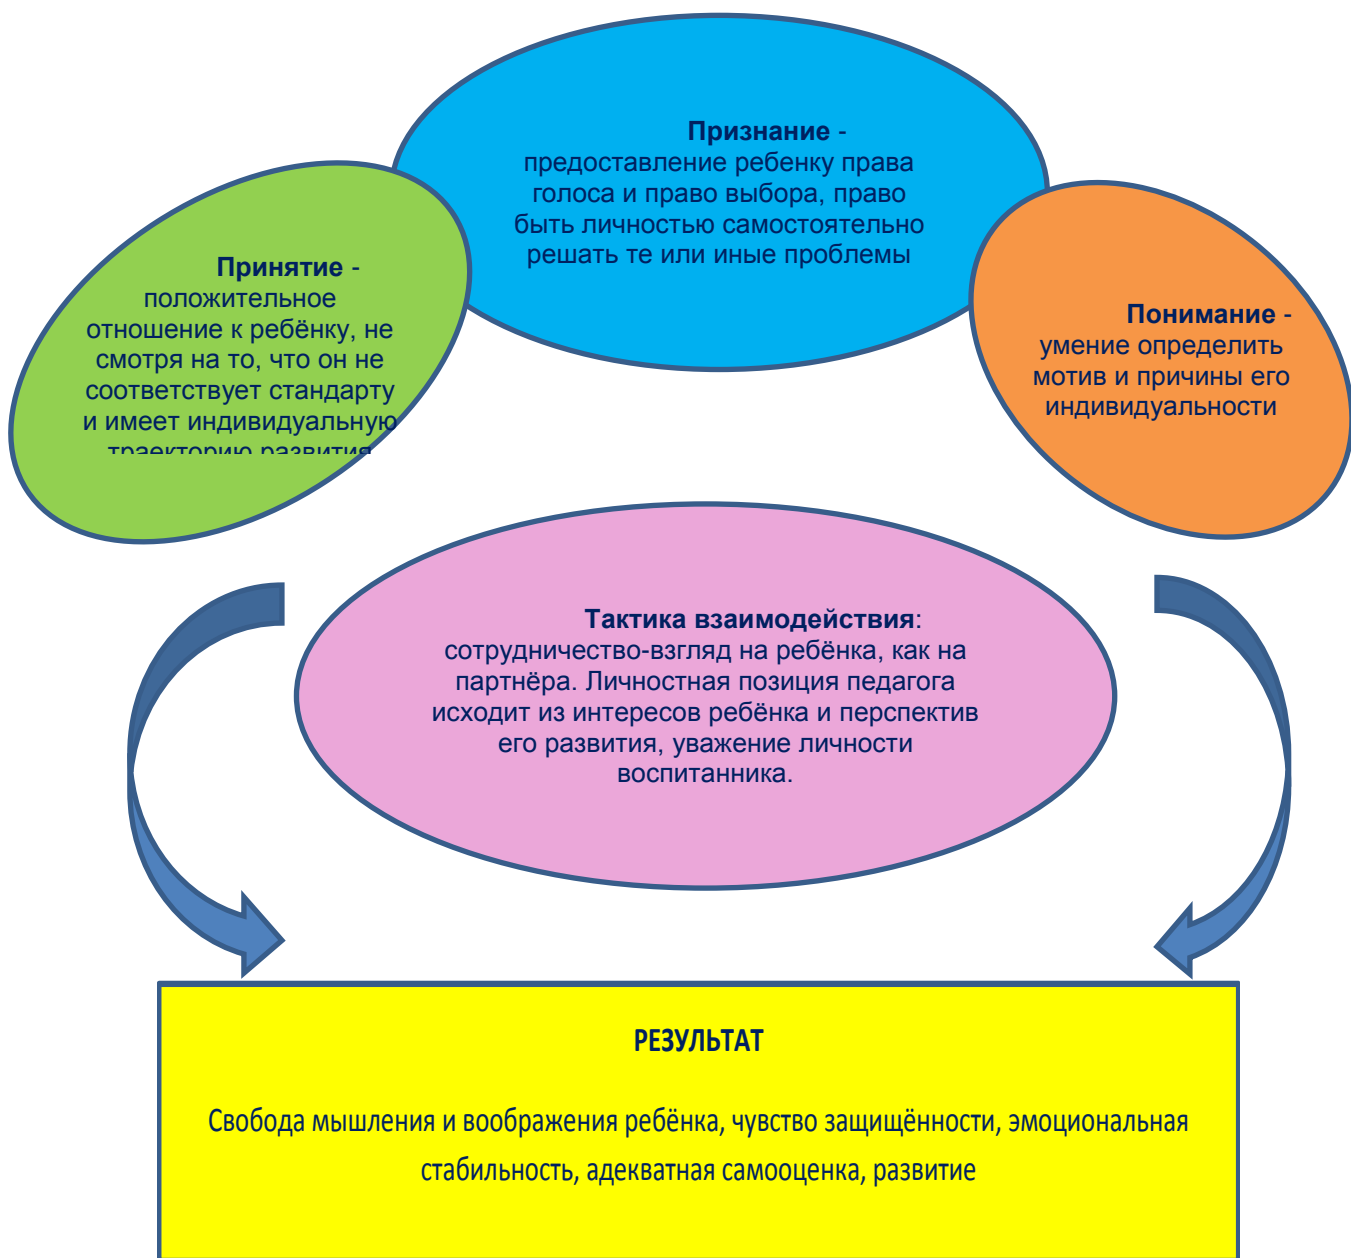 Признание -
предоставление ребенку права
голоса и право выбора, право
быть личностью самостоятельно
решать те или иные проблемы
Принятие -
положительное
отношение к ребёнку, не
смотря на то, что он не
соответствует стандарту
и имеет индивидуальную
траекторию развития
Понимание -
умение определить
мотив и причины его
индивидуальности
Тактика взаимодействия:
сотрудничество-взгляд на ребёнка, как на
партнёра. Личностная позиция педагога
исходит из интересов ребёнка и перспектив
его развития, уважение личности
воспитанника.
РЕЗУЛЬТАТ
Свобода мышления и воображения ребёнка, чувство защищённости, эмоциональная
стабильность, адекватная самооценка, развитие